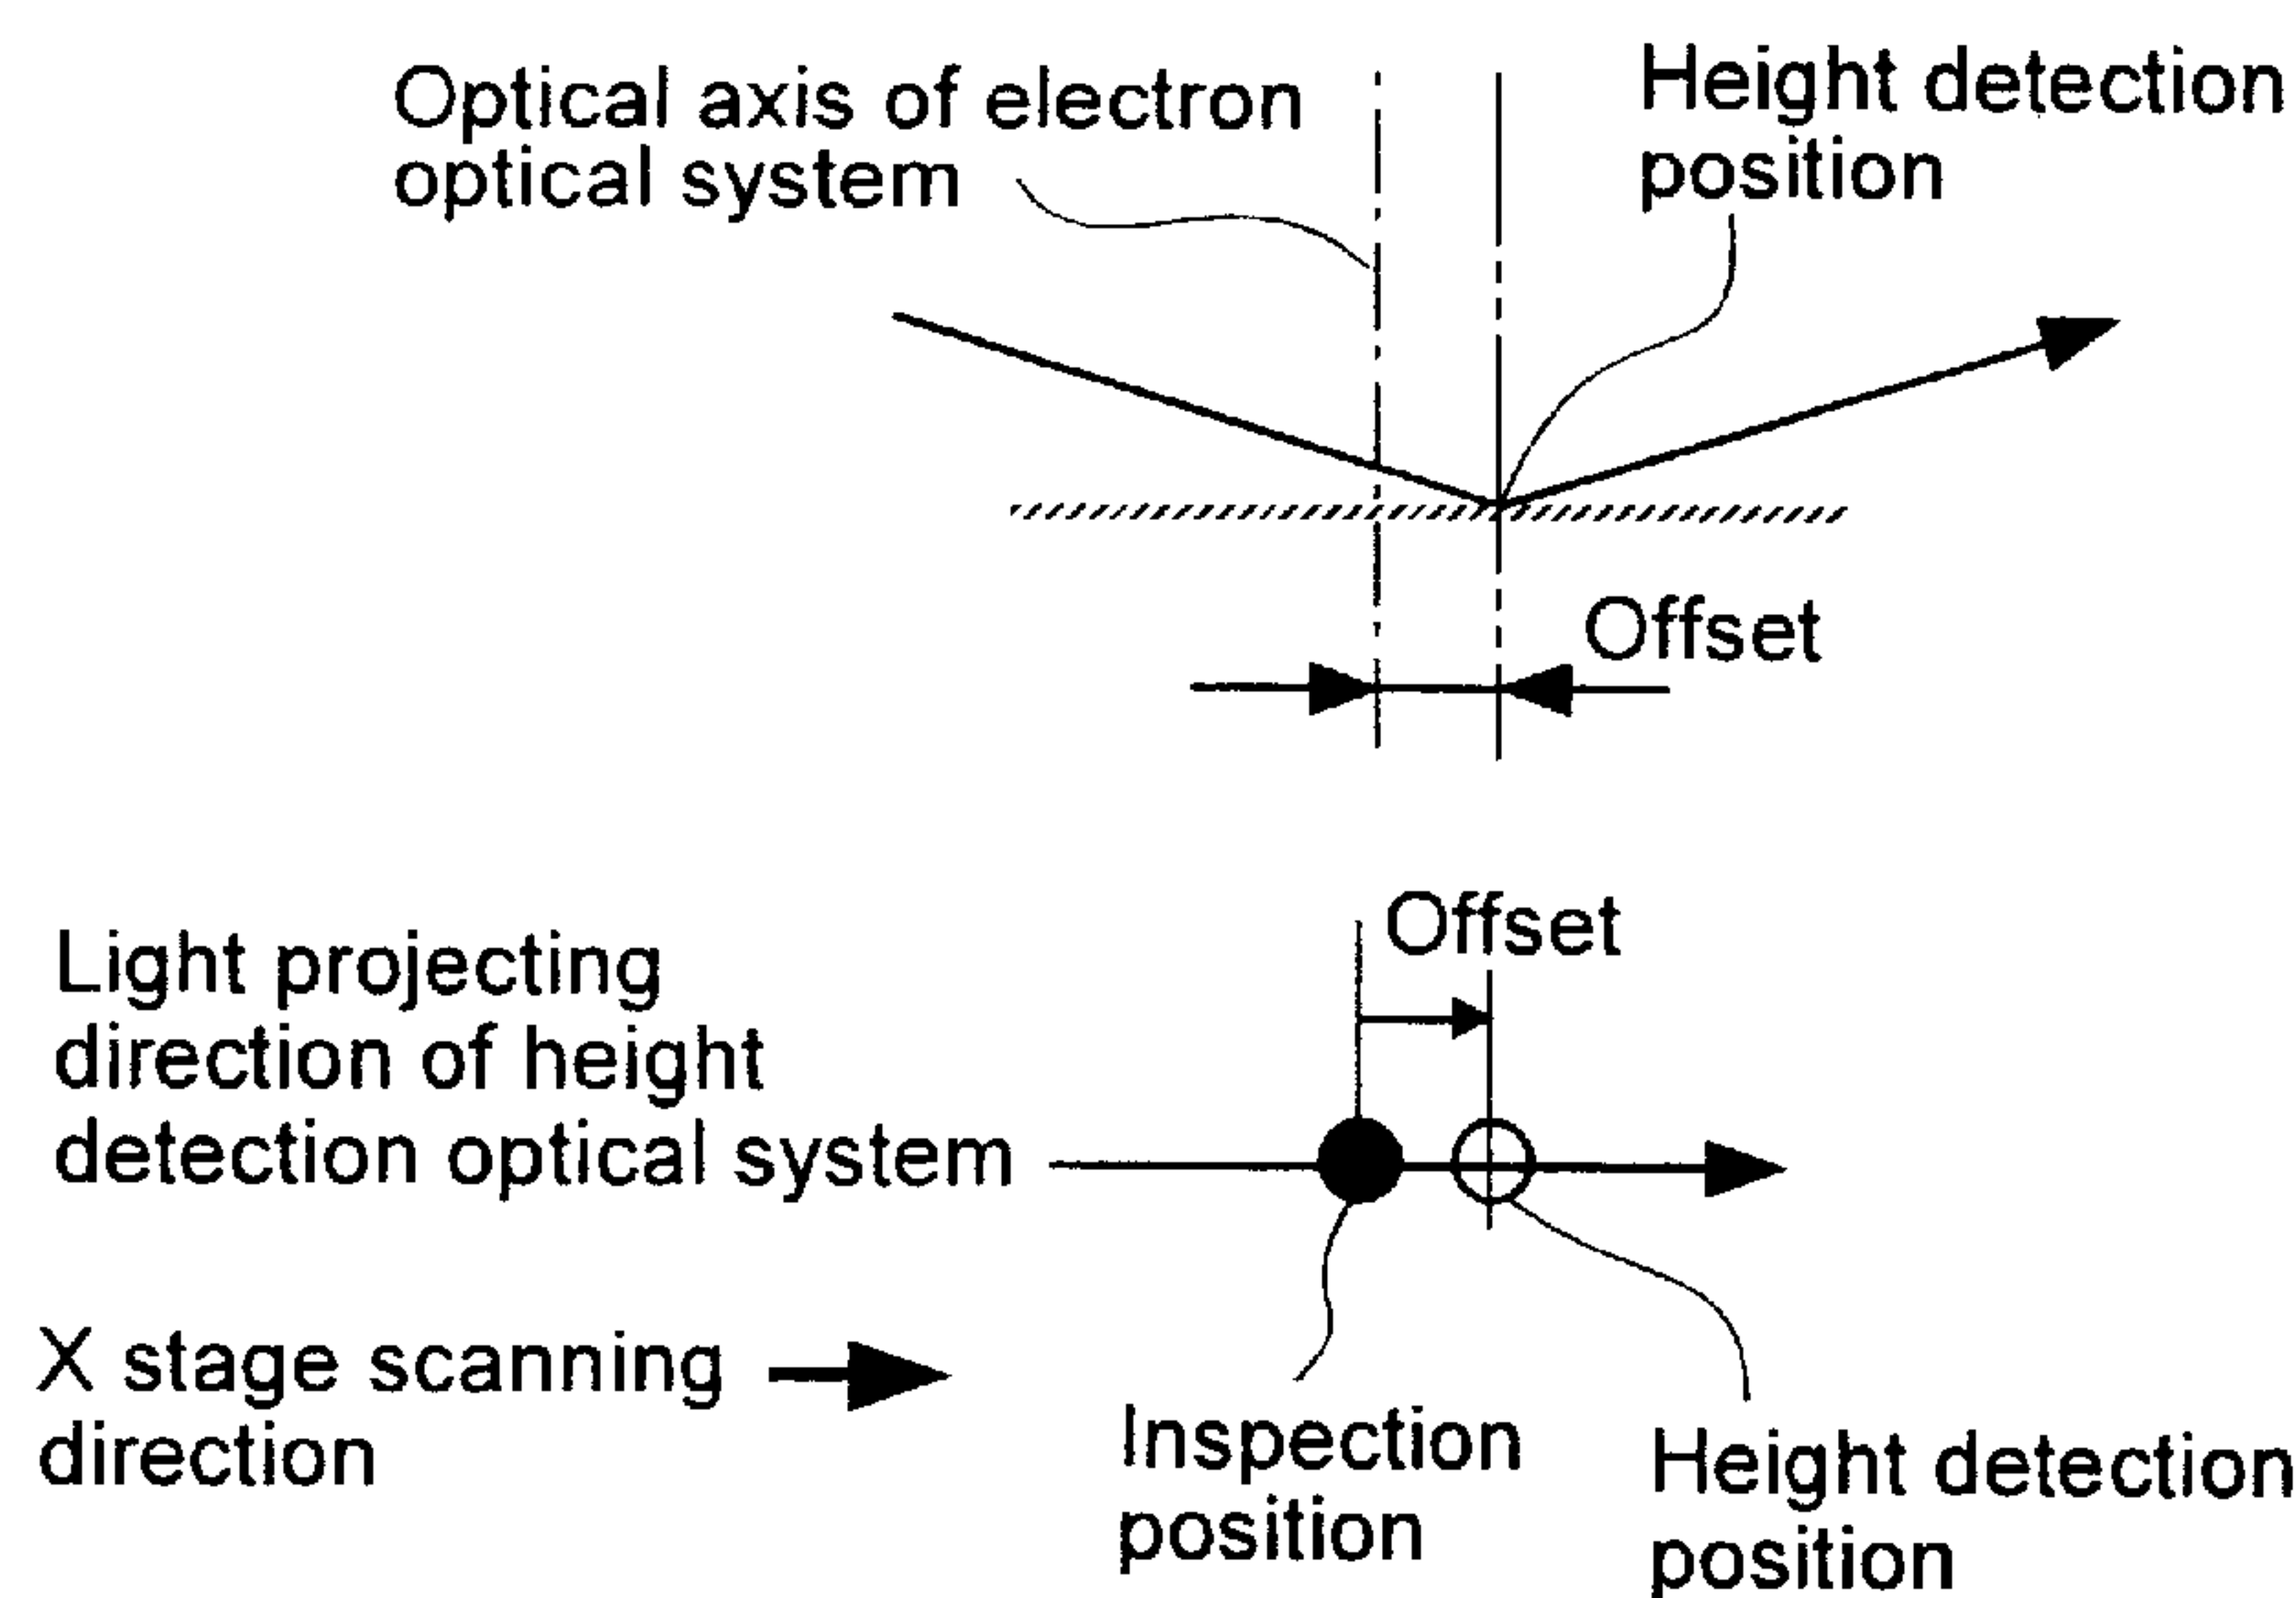 Optical axis of electron
optical system
Height detection
position
Offset
Offset
Light projecting
direction of height
detection optical system
X stage scanning
direction
Inspection
position
Height detection
position